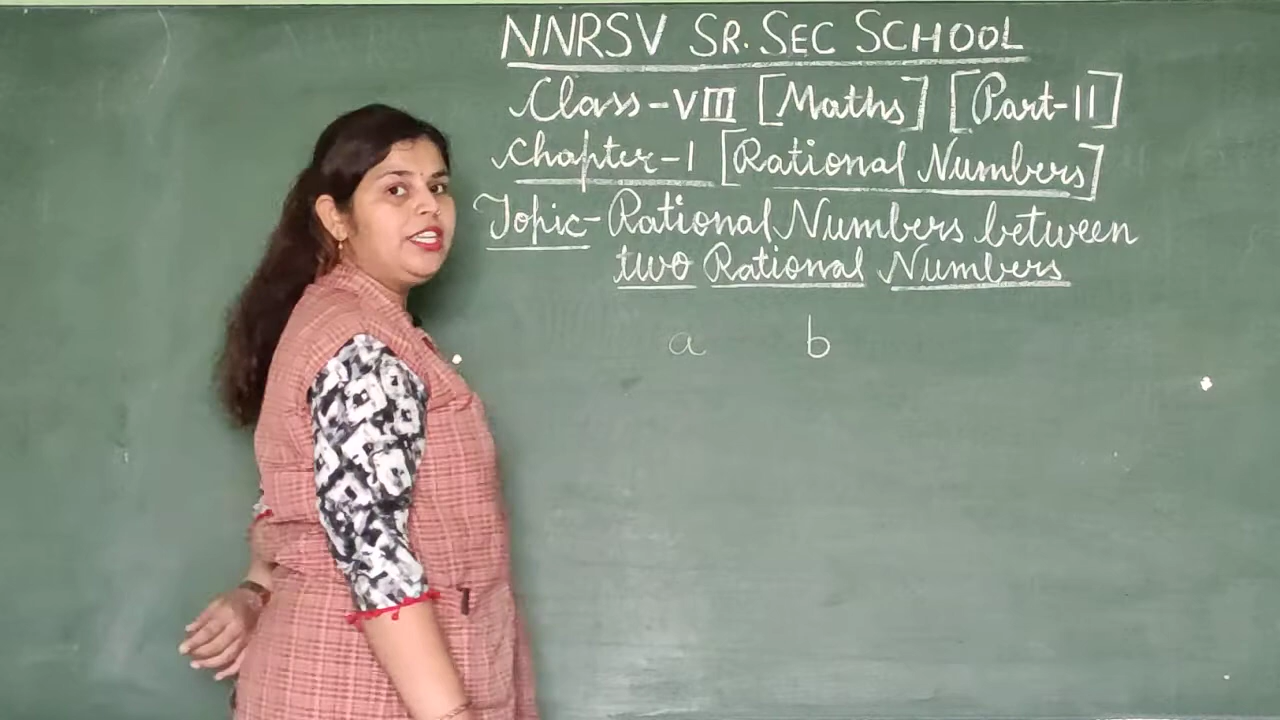 NNRSV SR. SEC SCHOOL
Class-VIII [Maths] [Part-II]
Chapter-1 [Rational Numbers]
Topic-Rational Numbers between
two Rational Numbers
a b